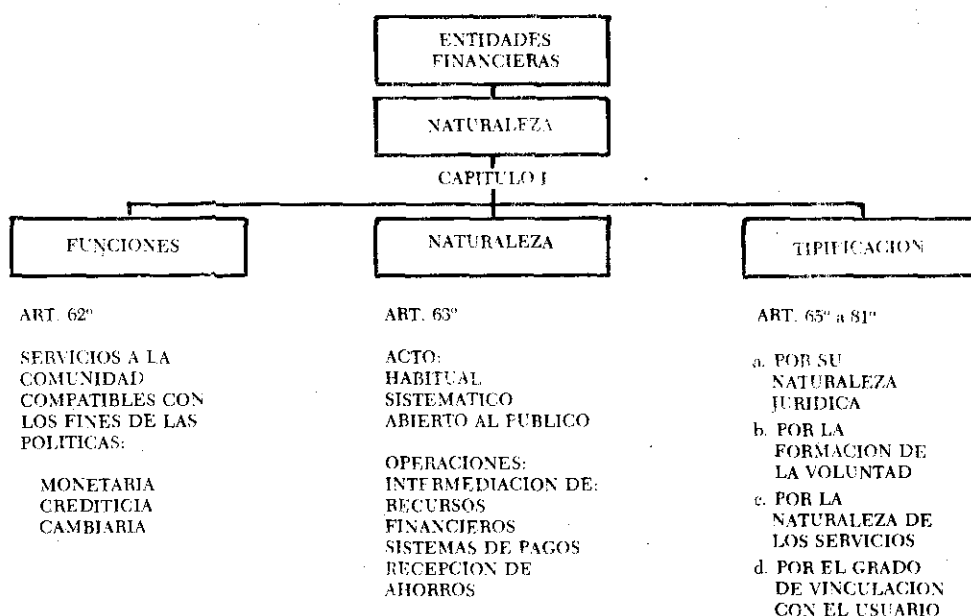 ENTIDADES
FINANCIERAS
NATURALEZA
CAPITULO I
FUNCIONES
NATURALEZA
TIPIFICACION
ART. 62º
SERVICIOS A LA
COMUNIDAD
COMPATIBLES CON
LOS FINES DE LAS
POLITICAS:
MONETARIA
CREDITICIA
CAMBIARIA
ART. 63º
ACTO:
HABITUAL
SISTEMATICO
ABIERTO AL PUBLICO
OPERACIONES:
INTERMEDIACION DE:
RECURSOS
FINANCIEROS
SISTEMAS DE PAGOS
RECEPCION DE
AHORROS
ART. 65º a 81º
a. POR SU
NATURALEZA
JURIDICA
b. POR LA
FORMACION DE
LA VOLUNTAD
c. POR LA
NATURALEZA DE
LOS SERVICIOS
d. POR EL GRADO
DE VINCULACION
CON EL USUARIO